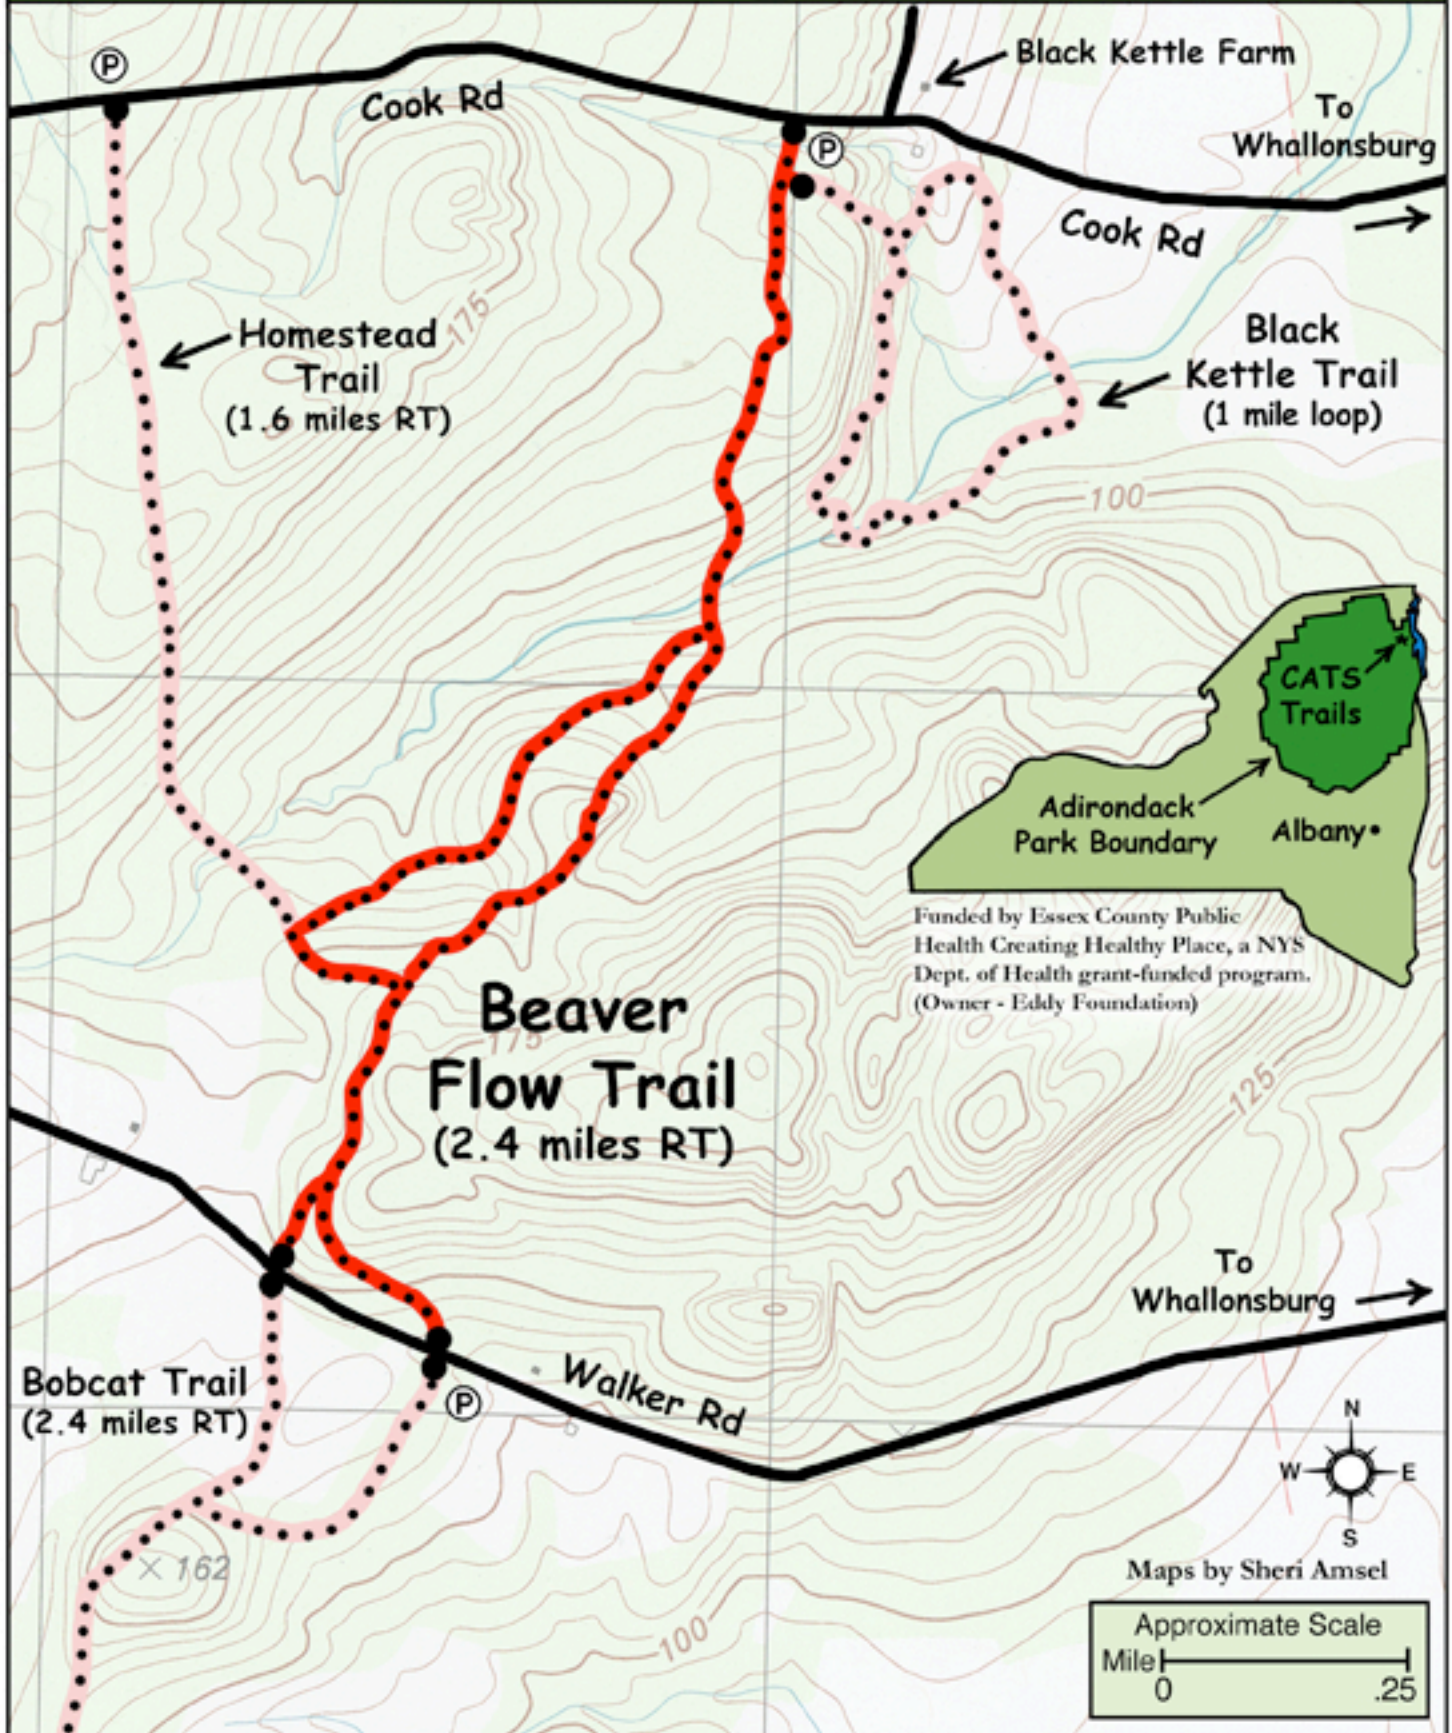 P
Cook Rd
Black Kettle Farm
To
Whallonsburg
P
Cook Rd
175
Homestead
Trail
(1.6 miles RT)
Black
Kettle Trail
(1 mile loop)
100
CATS
Trails
Adirondack
Park Boundary
Albany
Funded by Essex County Public
Health Creating Healthy Place, a NYS
Dept. of Health grant-funded program.
(Owner - Eddy Foundation)
Beaver
175
Flow Trail
(2.4 miles RT)
125
To
Whallonsburg
Bobcat Trail
(2.4 miles RT)
P
Walker Rd
N
W E
S
162
100
Maps by Sheri Amsel
Approximate Scale
Mile
0 .25